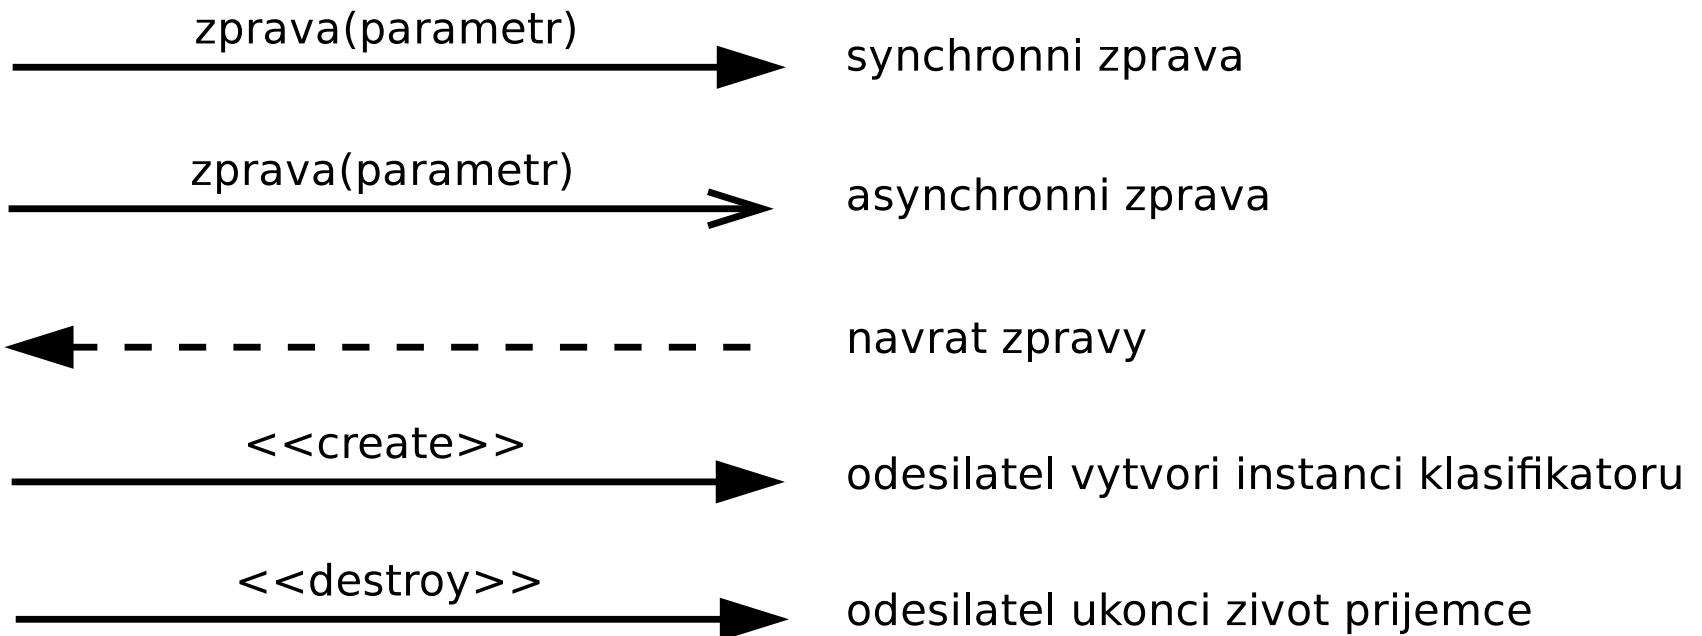 zprava(parametr)
synchronni zprava
zprava(parametr)
asynchronni zprava
navrat zpravy
<<create>>
odesilatel vytvori instanci klasifikatoru
<<destroy>>
odesilatel ukonci zivot prijemce